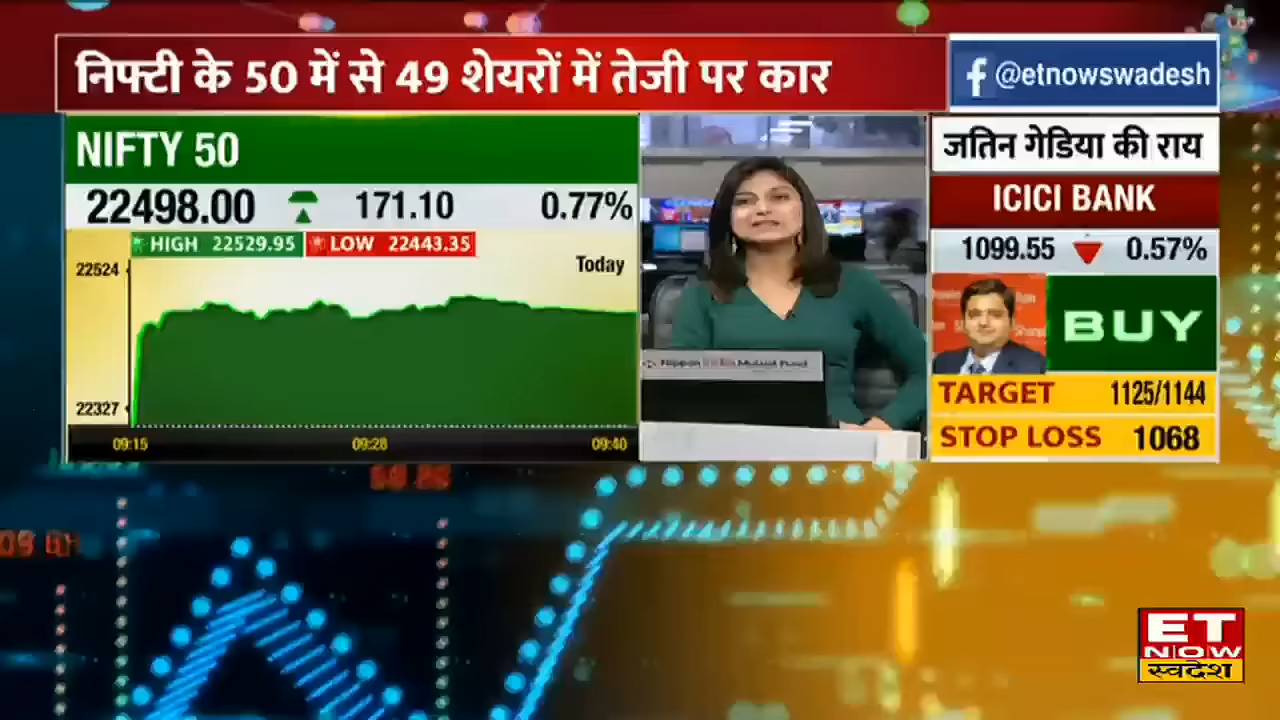 निफ्टी के 50 में से 49 शेयरों में तेजी पर कार
@etnowswadesh
NIFTY 50
22498.00 171.10 0.77%
HIGH 22529.95 LOW 22443.35
Today
22524
22327
09:15 09:28 09:40
जतिन गेडिया की राय
ICICI BANK
1099.55 0.57%
BUY
TARGET 1125/1144
STOP LOSS 1068
Mutual Fund
ET
NOW
स्वदेश